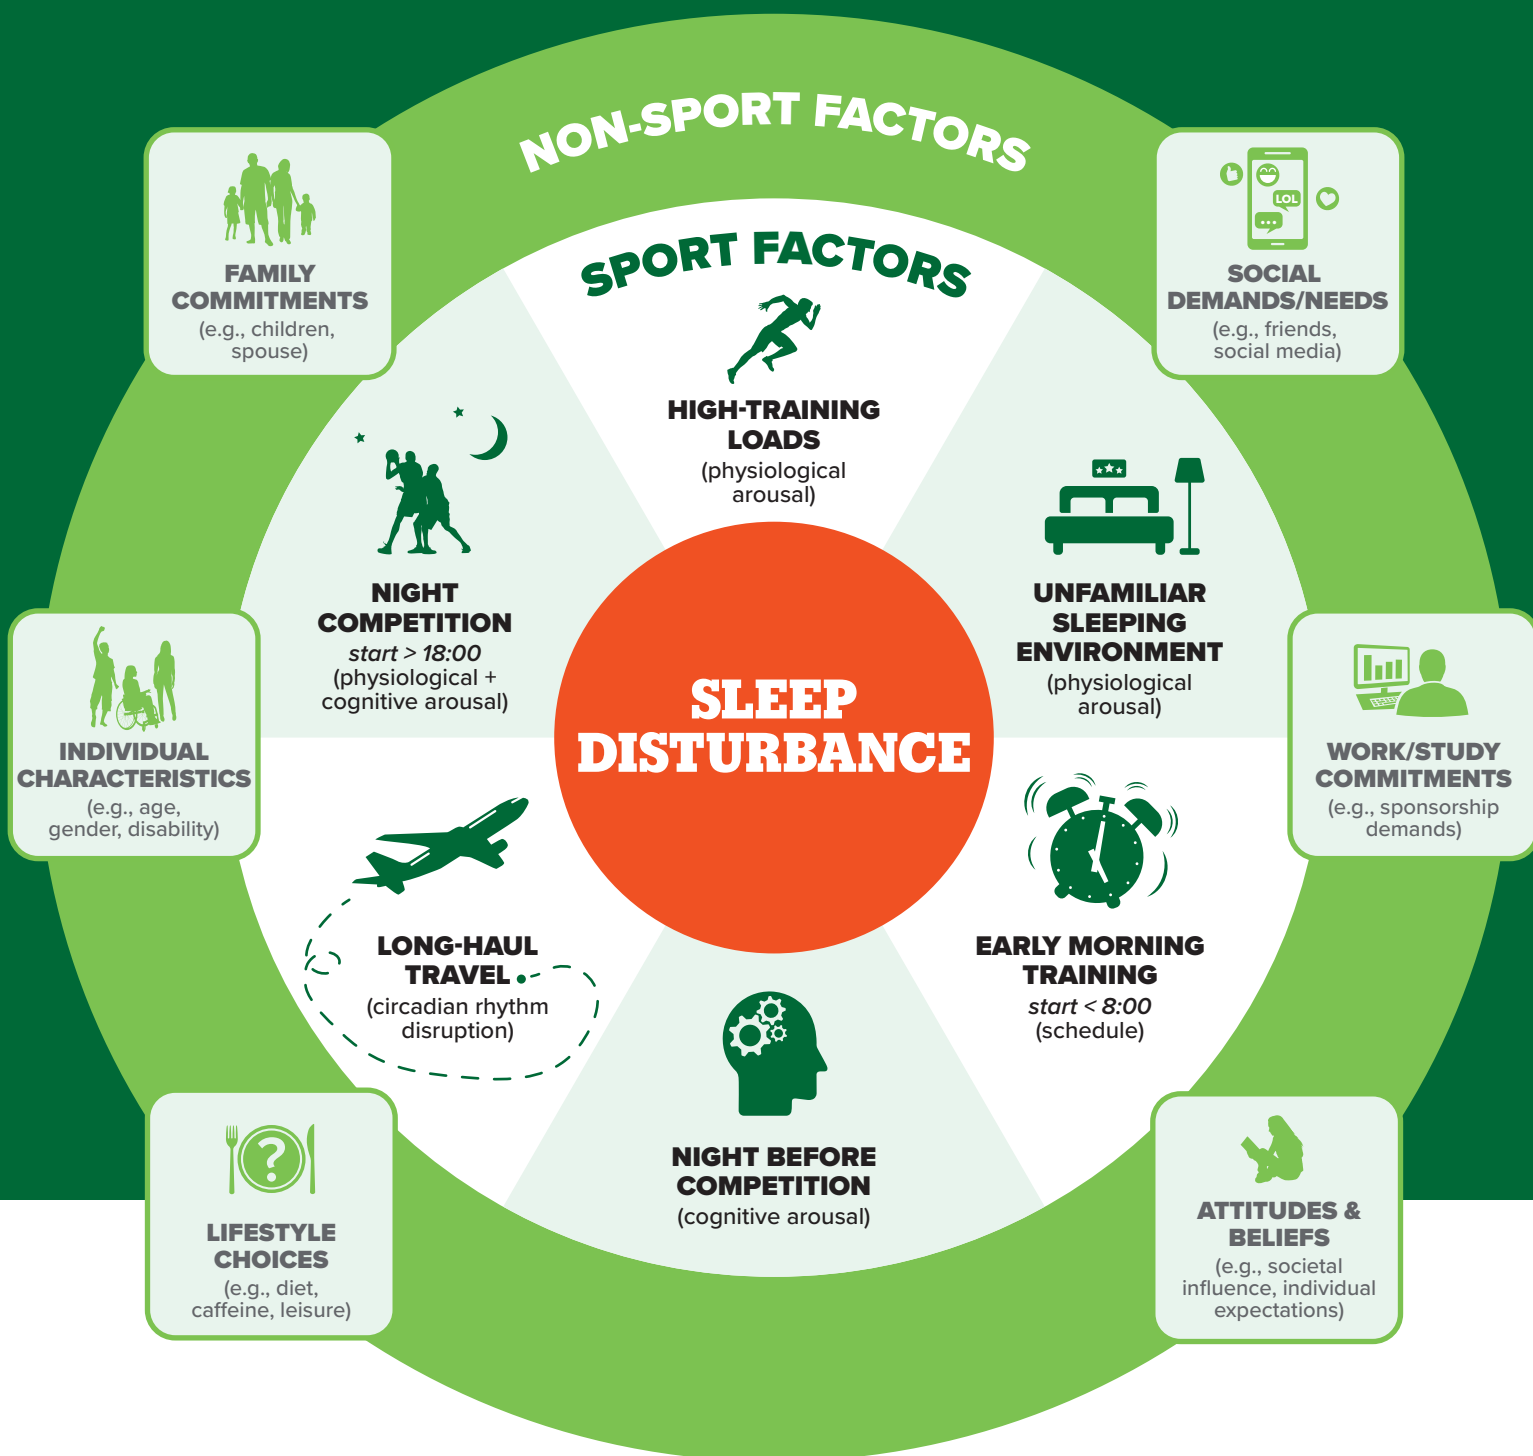 NON-SPORT FACTORS
SPORT FACTORS
HIGH-TRAINING
LOADS
(physiological
arousal)
UNFAMILIAR
SLEEPING
ENVIRONMENT
(physiological
arousal)
EARLY MORNING
TRAINING
start < 8:00
(schedule)
NIGHT BEFORE
COMPETITION
(cognitive arousal)
LONG-HAUL
TRAVEL
(circadian rhythm
disruption)
NIGHT
COMPETITION
start > 18:00
(physiological +
cognitive arousal)
SLEEP
DISTURBANCE
FAMILY
COMMITMENTS
(e.g., children,
spouse)
LOL
SOCIAL
DEMANDS/NEEDS
(e.g., friends,
social media)
WORK/STUDY
COMMITMENTS
(e.g., sponsorship
demands)
ATTITUDES &
BELIEFS
(e.g., societal
influence, individual
expectations)
?
LIFESTYLE
CHOICES
(e.g., diet,
caffeine, leisure)
INDIVIDUAL
CHARACTERISTICS
(e.g., age,
gender, disability)